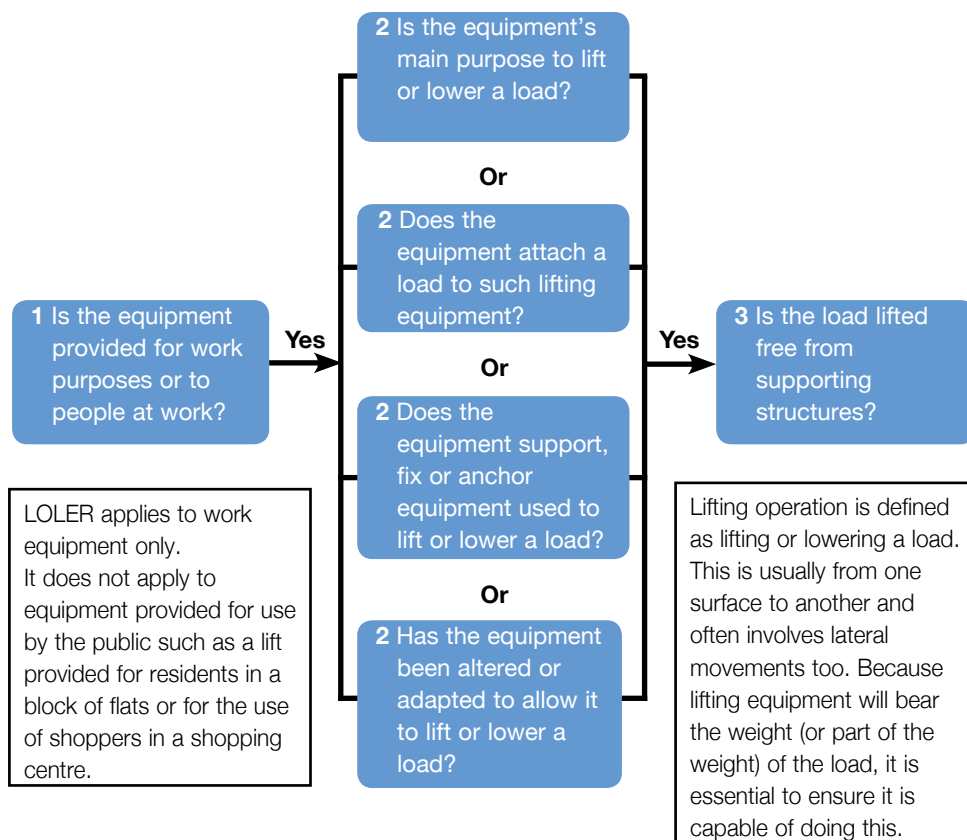 1 Is the equipment
provided for work
purposes or to
people at work?
LOLER applies to work
equipment only.
It does not apply to
equipment provided for use
by the public such as a lift
provided for residents in a
block of flats or for the use
of shoppers in a shopping
centre.
Yes
2 Is the equipment's
main purpose to lift
or lower a load?
Or
2 Does the
equipment attach a
load to such lifting
equipment?
Or
2 Does the
equipment support,
fix or anchor
equipment used to
lift or lower a load?
Or
2 Has the equipment
been altered or
adapted to allow it
to lift or lower a
load?
Yes
3 Is the load lifted
free from
supporting
structures?
Lifting operation is defined
as lifting or lowering a load.
This is usually from one
surface to another and
often involves lateral
movements too. Because
lifting equipment will bear
the weight (or part of the
weight) of the load, it is
essential to ensure it is
capable of doing this.